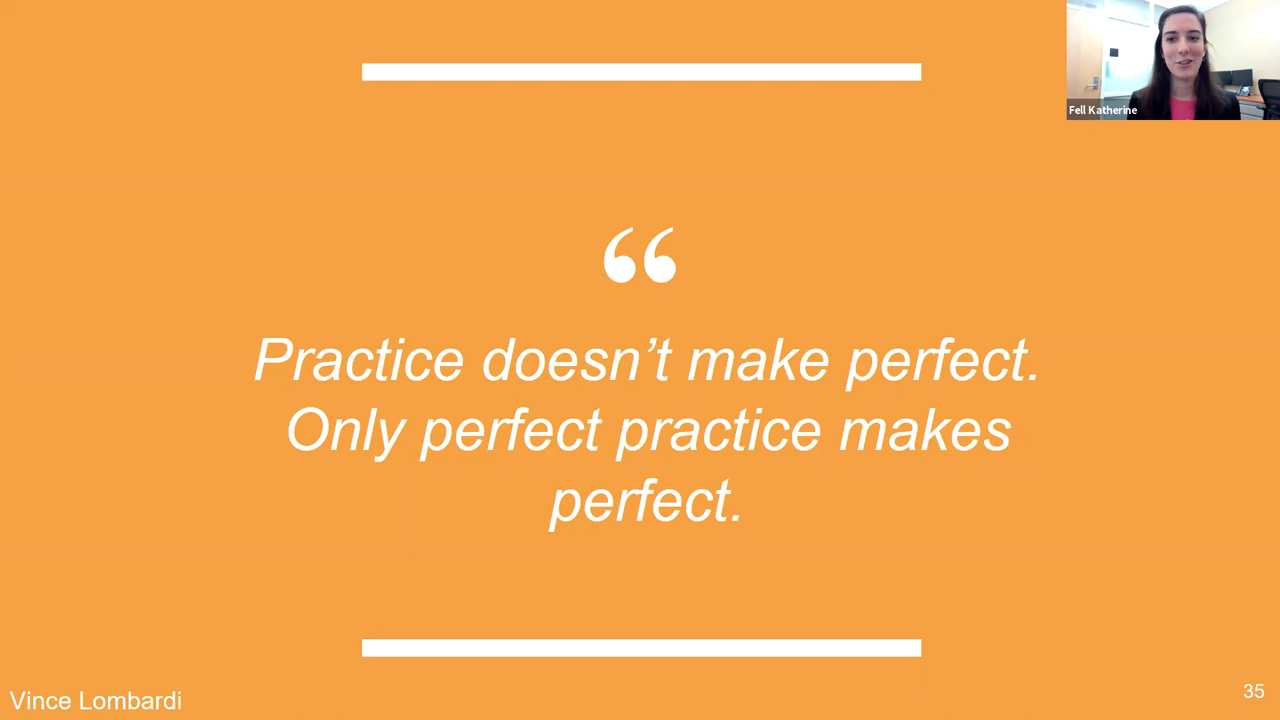 Fell Katherine
“
Practice doesn’t make perfect.
Only perfect practice makes
perfect.
Vince Lombardi
35